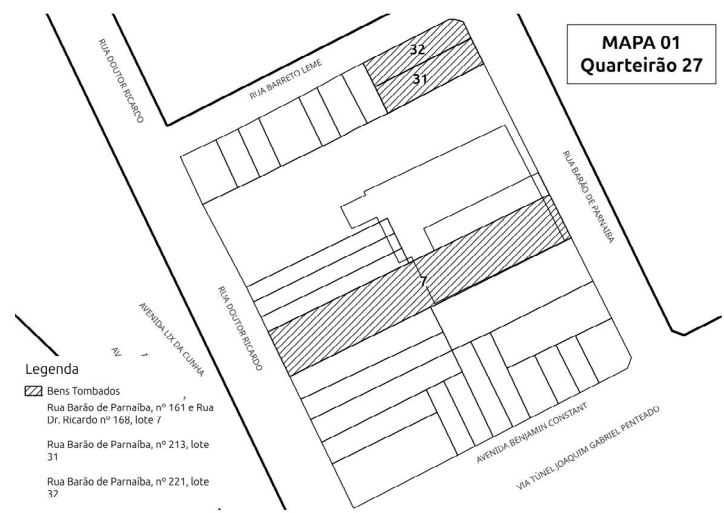 MAPA 01
Quarteirão 27
32
31
7
RUA BARRETO LEME
RUA DOUTOR RICARDO
RUA BARÃO DE PARNAÍBA
RUA DOUTOR RICARDO
AVENIDA LIX DA CUNHA
AV
AVENIDA BENJAMIN CONSTANT
VIA TÚNEL JOAQUIM GABRIEL PENTEADO
Legenda
Bens Tombados
Rua Barão de Parnaíba, nº 161 e Rua
Dr. Ricardo nº 168, lote 7
Rua Barão de Parnaíba, nº 213, lote
31
Rua Barão de Parnaíba, nº 221, lote
32